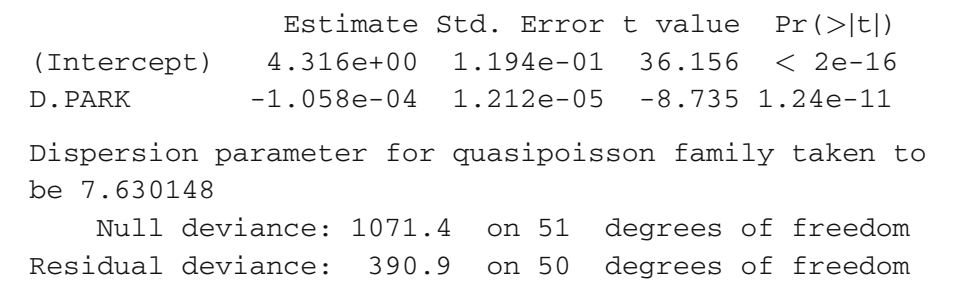 Estimate Std. Error t value Pr(>|t|)
(Intercept) 4.316e+00 1.194e-01 36.156 < 2e-16
D.PARK -1.058e-04 1.212e-05 -8.735 1.24e-11
Dispersion parameter for quasipoisson family taken to
be 7.630148
Null deviance: 1071.4 on 51 degrees of freedom
Residual deviance: 390.9 on 50 degrees of freedom